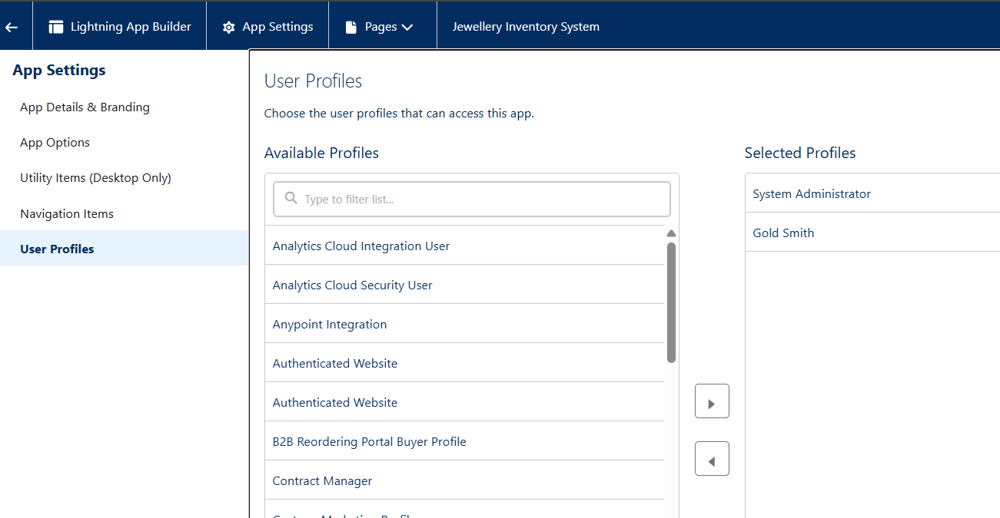 Lightning App Builder App Settings Pages Jewellery Inventory System
App Settings
App Details & Branding
App Options
Utility Items (Desktop Only)
Navigation Items
User Profiles
User Profiles
Choose the user profiles that can access this app.
Available Profiles
Type to filter list...
Analytics Cloud Integration User
Analytics Cloud Security User
Anypoint Integration
Authenticated Website
Authenticated Website
B2B Reordering Portal Buyer Profile
Contract Manager
Selected Profiles
System Administrator
Gold Smith